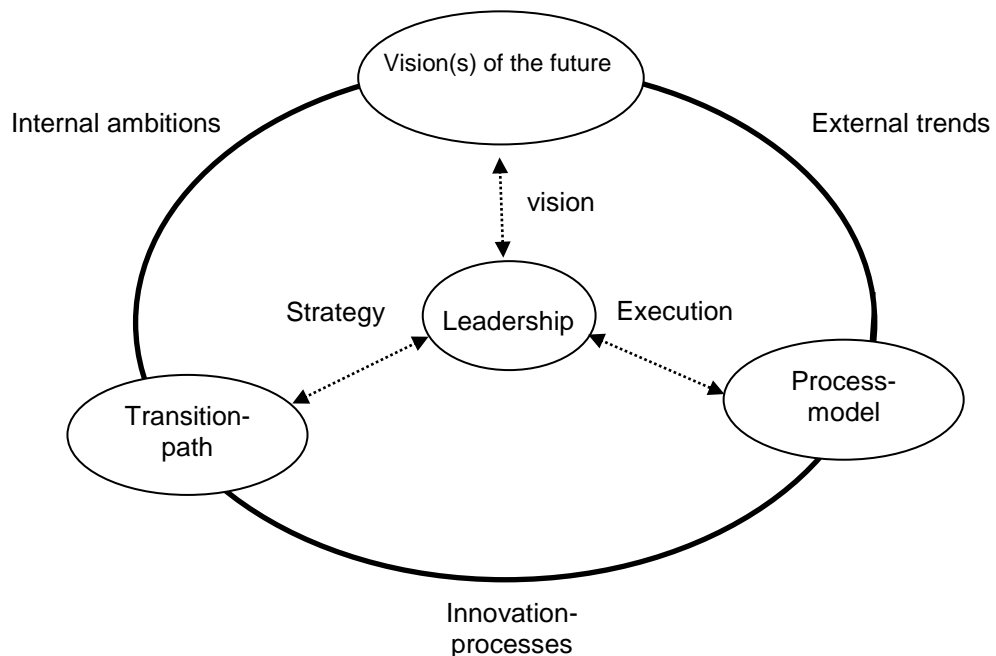 Vision(s) of the future
Internal ambitions
External trends
vision
Strategy
Leadership
Execution
Transition-
path
Process-
model
Innovation-
processes